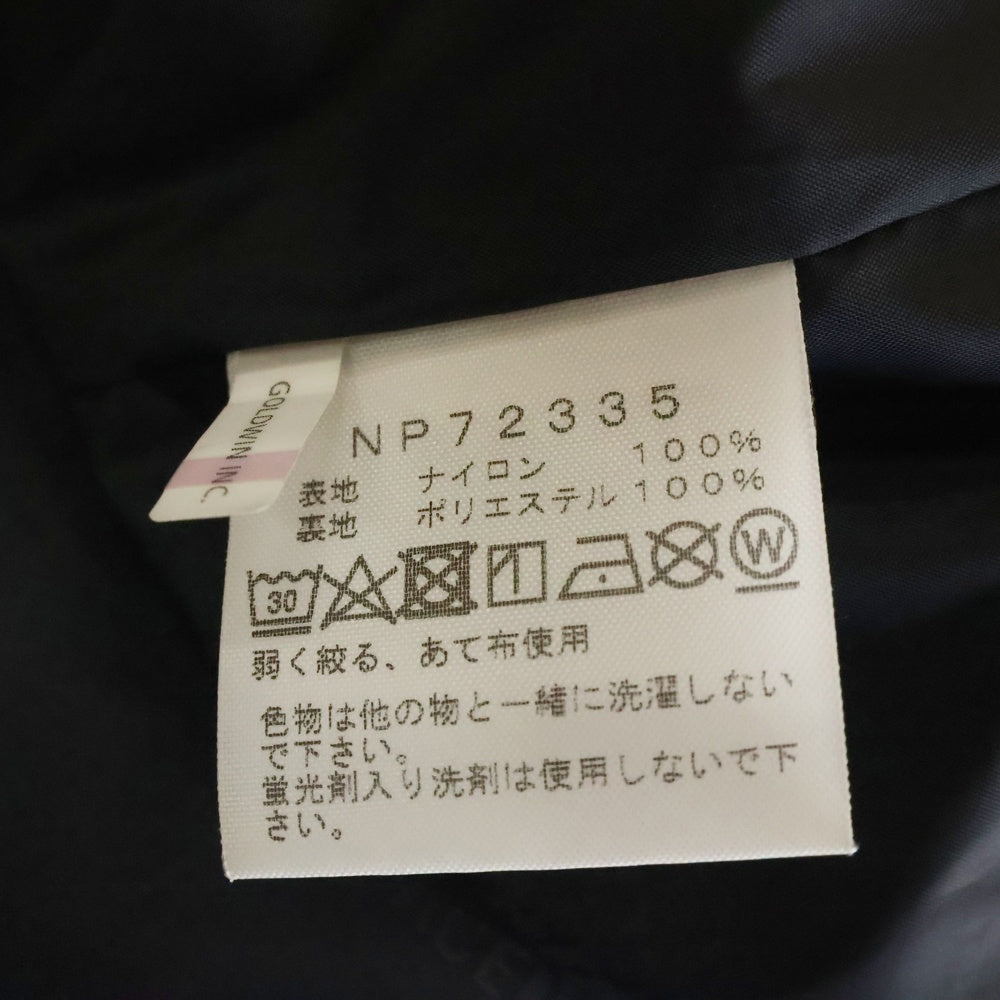 GOLDWIN INC
NP72335
表地 ナイロン 100%
裏地 ポリエステル 100%
30 W
弱く絞る、あて布使用
色物は他の物と一緒に洗濯しない
で下さい。
蛍光剤入り洗剤は使用しないで下
さい。